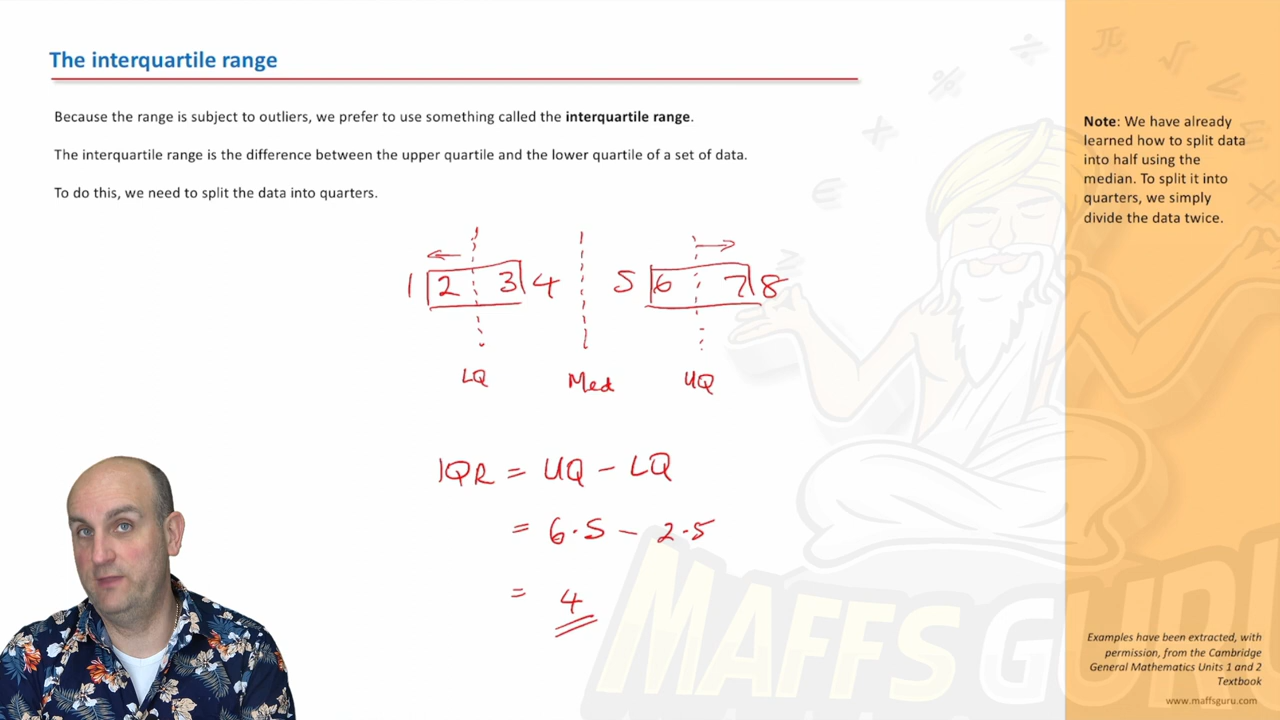 The interquartile range
Because the range is subject to outliers, we prefer to use something called the interquartile range.
The interquartile range is the difference between the upper quartile and the lower quartile of a set of data.
To do this, we need to split the data into quarters.
1 2 3 4 5 6 7 8
LQ Med UQ
IQR = UQ - LQ
= 6.5 - 2.5
= 4
Note: We have already
learned how to split data
into half using the
median. To split it into
quarters, we simply
divide the data twice.
MAFFS GURU
Examples have been extracted, with
permission, from the Cambridge
General Mathematics Units 1 and 2
Textbook
www.maffsguru.com